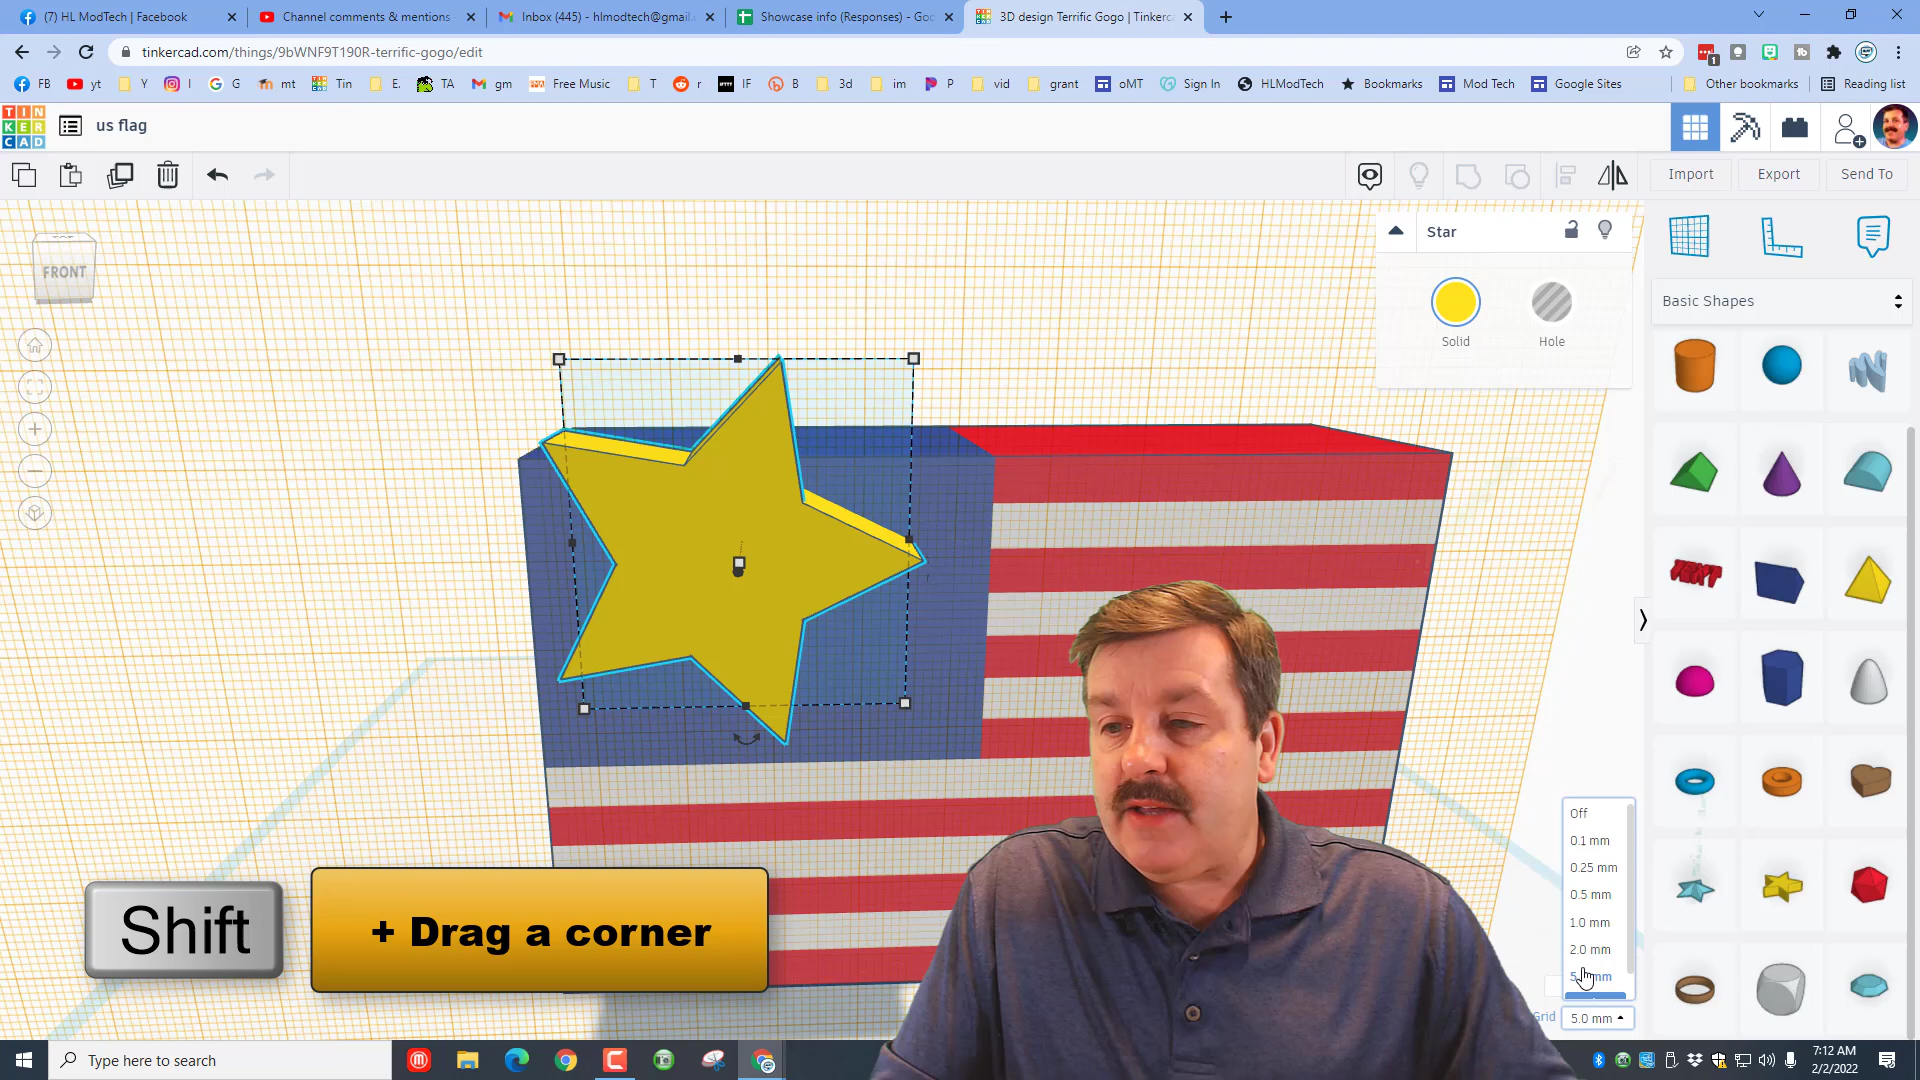 (7) HL ModTech | Facebook
Channel comments & mentions
Inbox (445) - hlmodtech@gmail.
Showcase info (Responses) - Goo
3D design Terrific Gogo | Tinkerc
tinkercad.com/things/9bWNF9T190R-terrific-gogo/edit
1
FB
yt
Y
I
G
mt
Tin
E.
TA
gm
Free Music
T
r
IF
B
3d
im
P
vid
grant
oMT
Sign In
HLModTech
Bookmarks
Mod Tech
Google Sites
Other bookmarks
Reading list
TIN
KER
CAD
us flag
Import
Export
Send To
FRONT
Star
Solid
Hole
Basic Shapes
TEXT
Off
0.1 mm
0.25 mm
0.5 mm
1.0 mm
2.0 mm
Grid
5.0 mm
Shift
+ Drag a corner
Type here to search
7:12 AM
2/2/2022